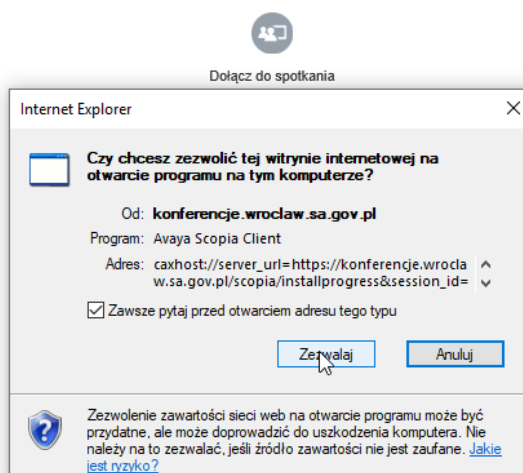 Dołącz do spotkania
Internet Explorer
Czy chcesz zezwolić tej witrynie internetowej na
otwarcie programu na tym komputerze?
Od: konferencje.wroclaw.sa.gov.pl
Program: Avaya Scopia Client
Adres: caxhost://server_url=https://konferencje.wrocla
w.sa.gov.pl/scopia/installprogress&session_id=
Zawsze pytaj przed otwarciem adresu tego typu
Zezwalaj Anuluj
Zezwolenie zawartości sieci web na otwarcie programu może być
przydatne, ale może doprowadzić do uszkodzenia komputera. Nie
należy na to zezwalać, jeśli źródło zawartości nie jest zaufane. Jakie
jest ryzyko?